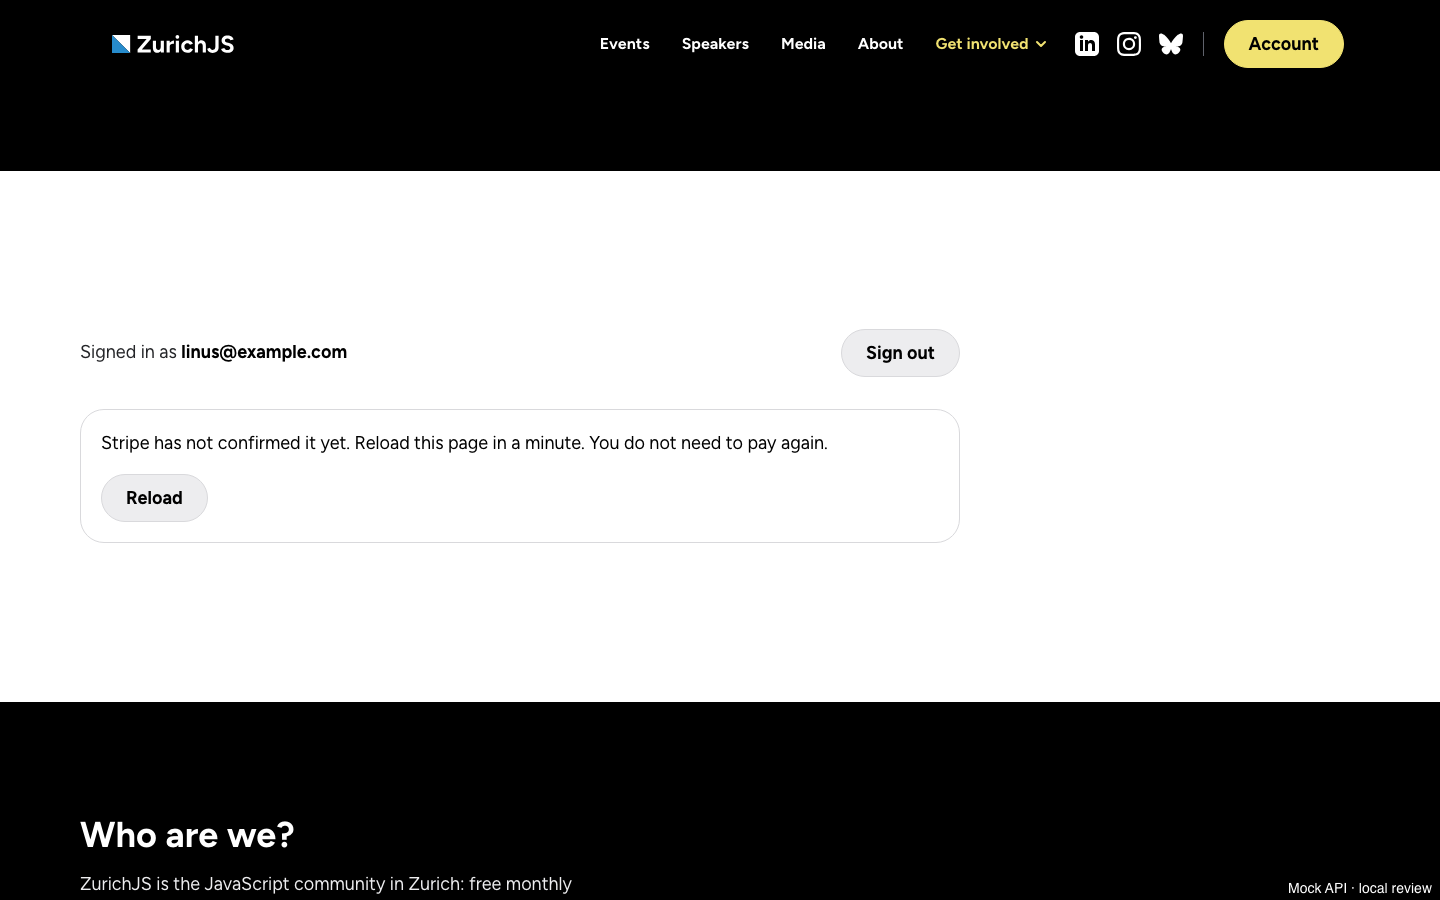 ZurichJS
Events
Speakers
Media
About
Get involved
Account
Signed in as linus@example.com
Sign out
Stripe has not confirmed it yet. Reload this page in a minute. You do not need to pay again.
Reload
Who are we?
ZurichJS is the JavaScript community in Zurich: free monthly
Mock API · local review